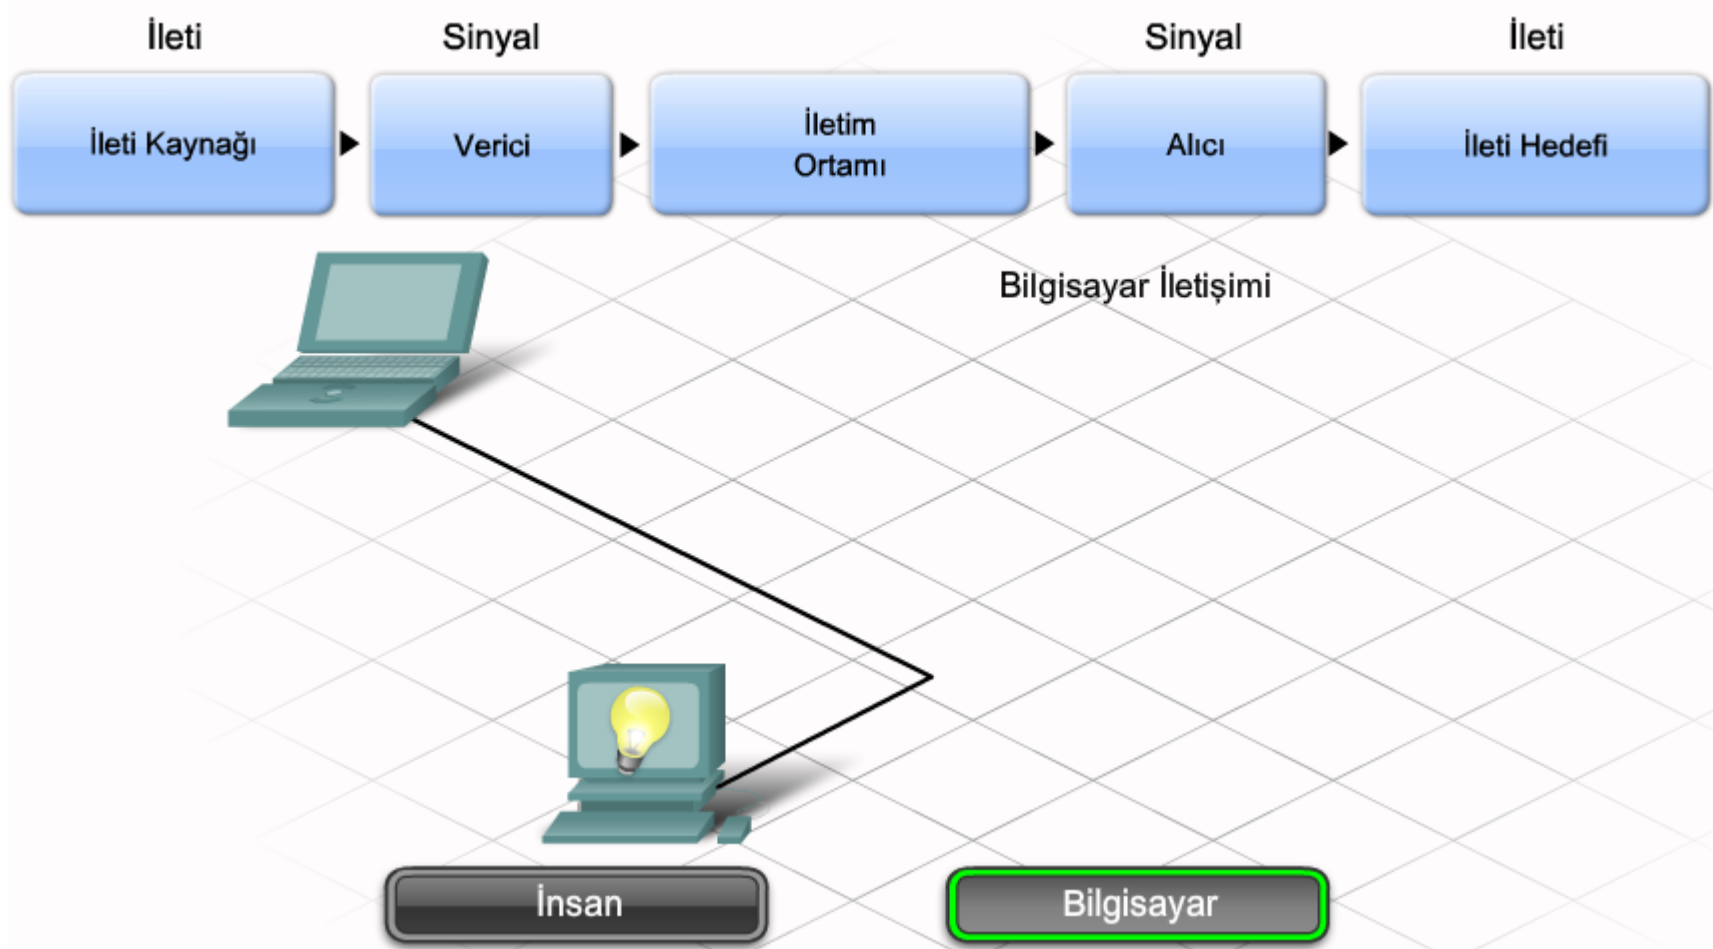 İleti
Sinyal
Sinyal
İleti
İleti Kaynağı
Verici
İletim
Ortamı
Alıcı
İleti Hedefi
Bilgisayar İletişimi
İnsan
Bilgisayar